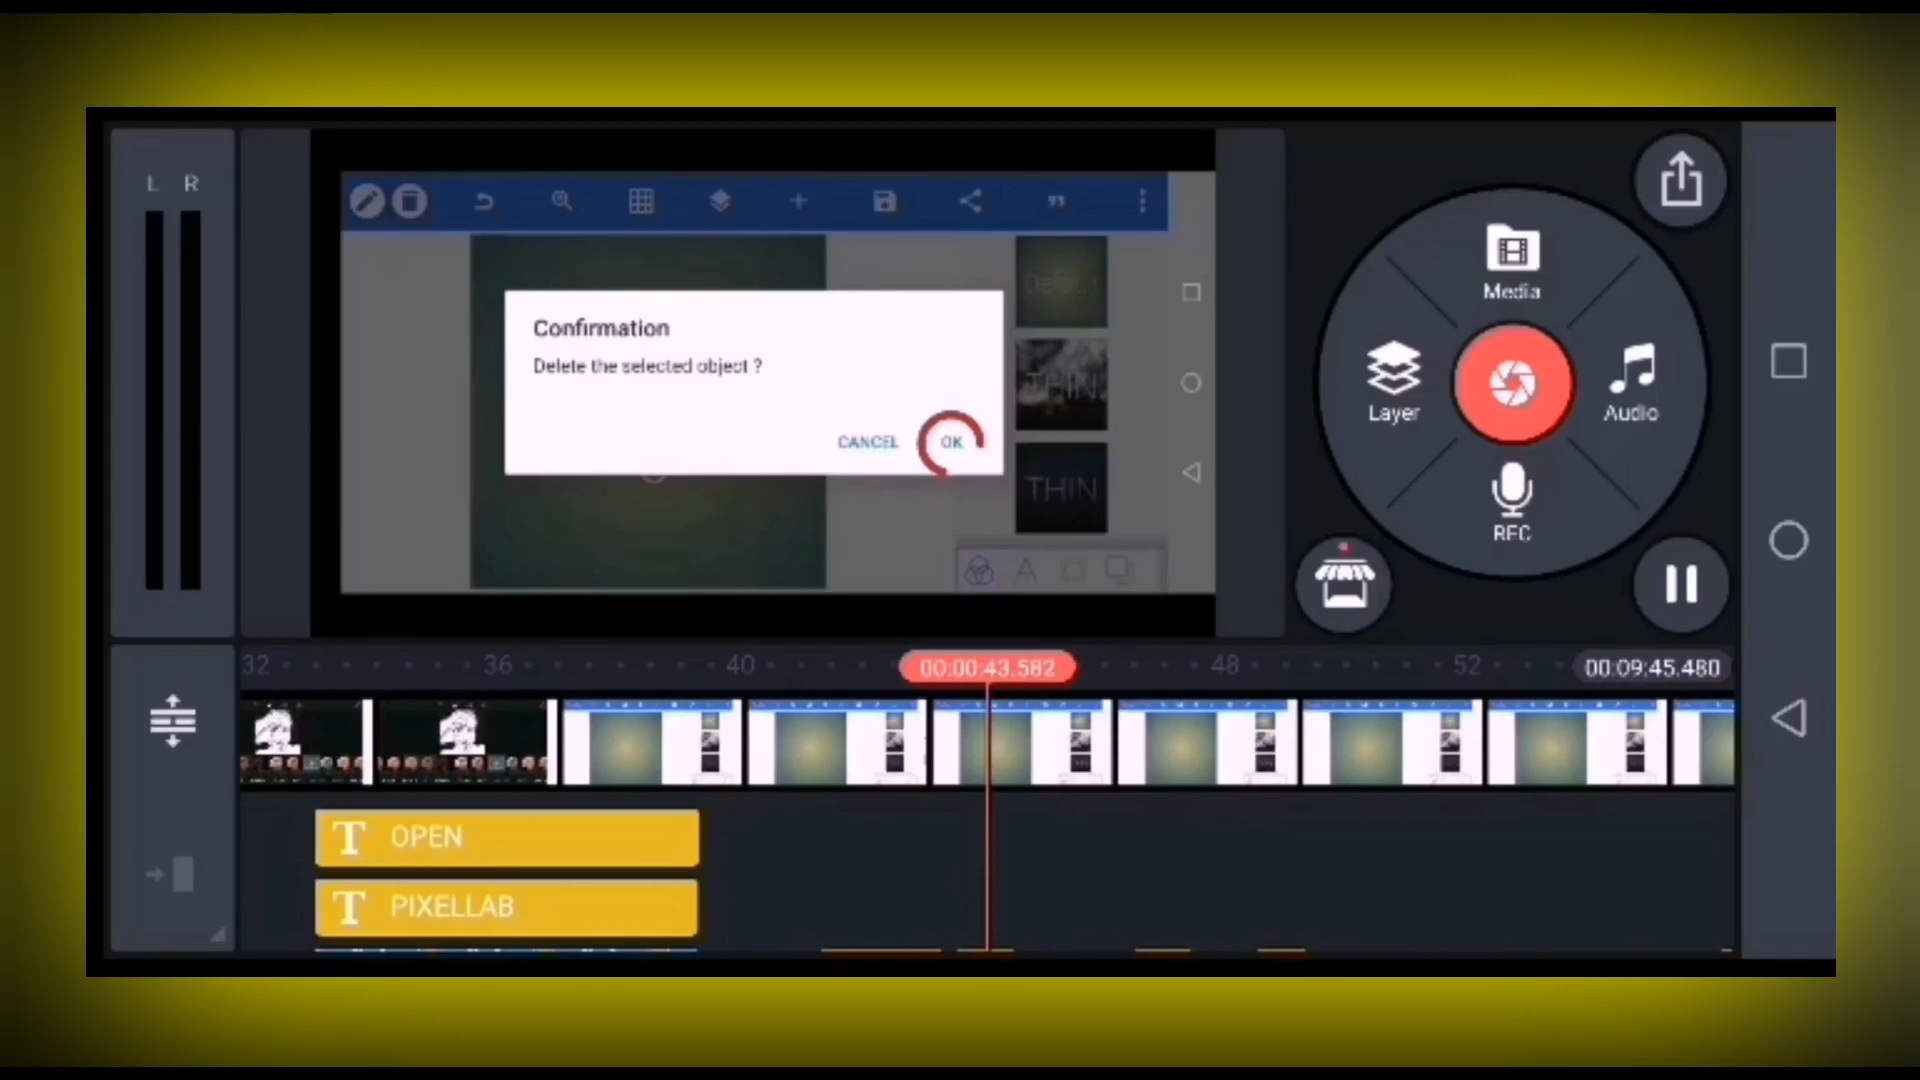 L R
Confirmation
Delete the selected object ?
CANCEL OK
THIN
THIN
Media
Layer
Audio
REC
32 36 40 00:00:43.582 48 52 00:09:45.480
T OPEN
T PIXELLAB